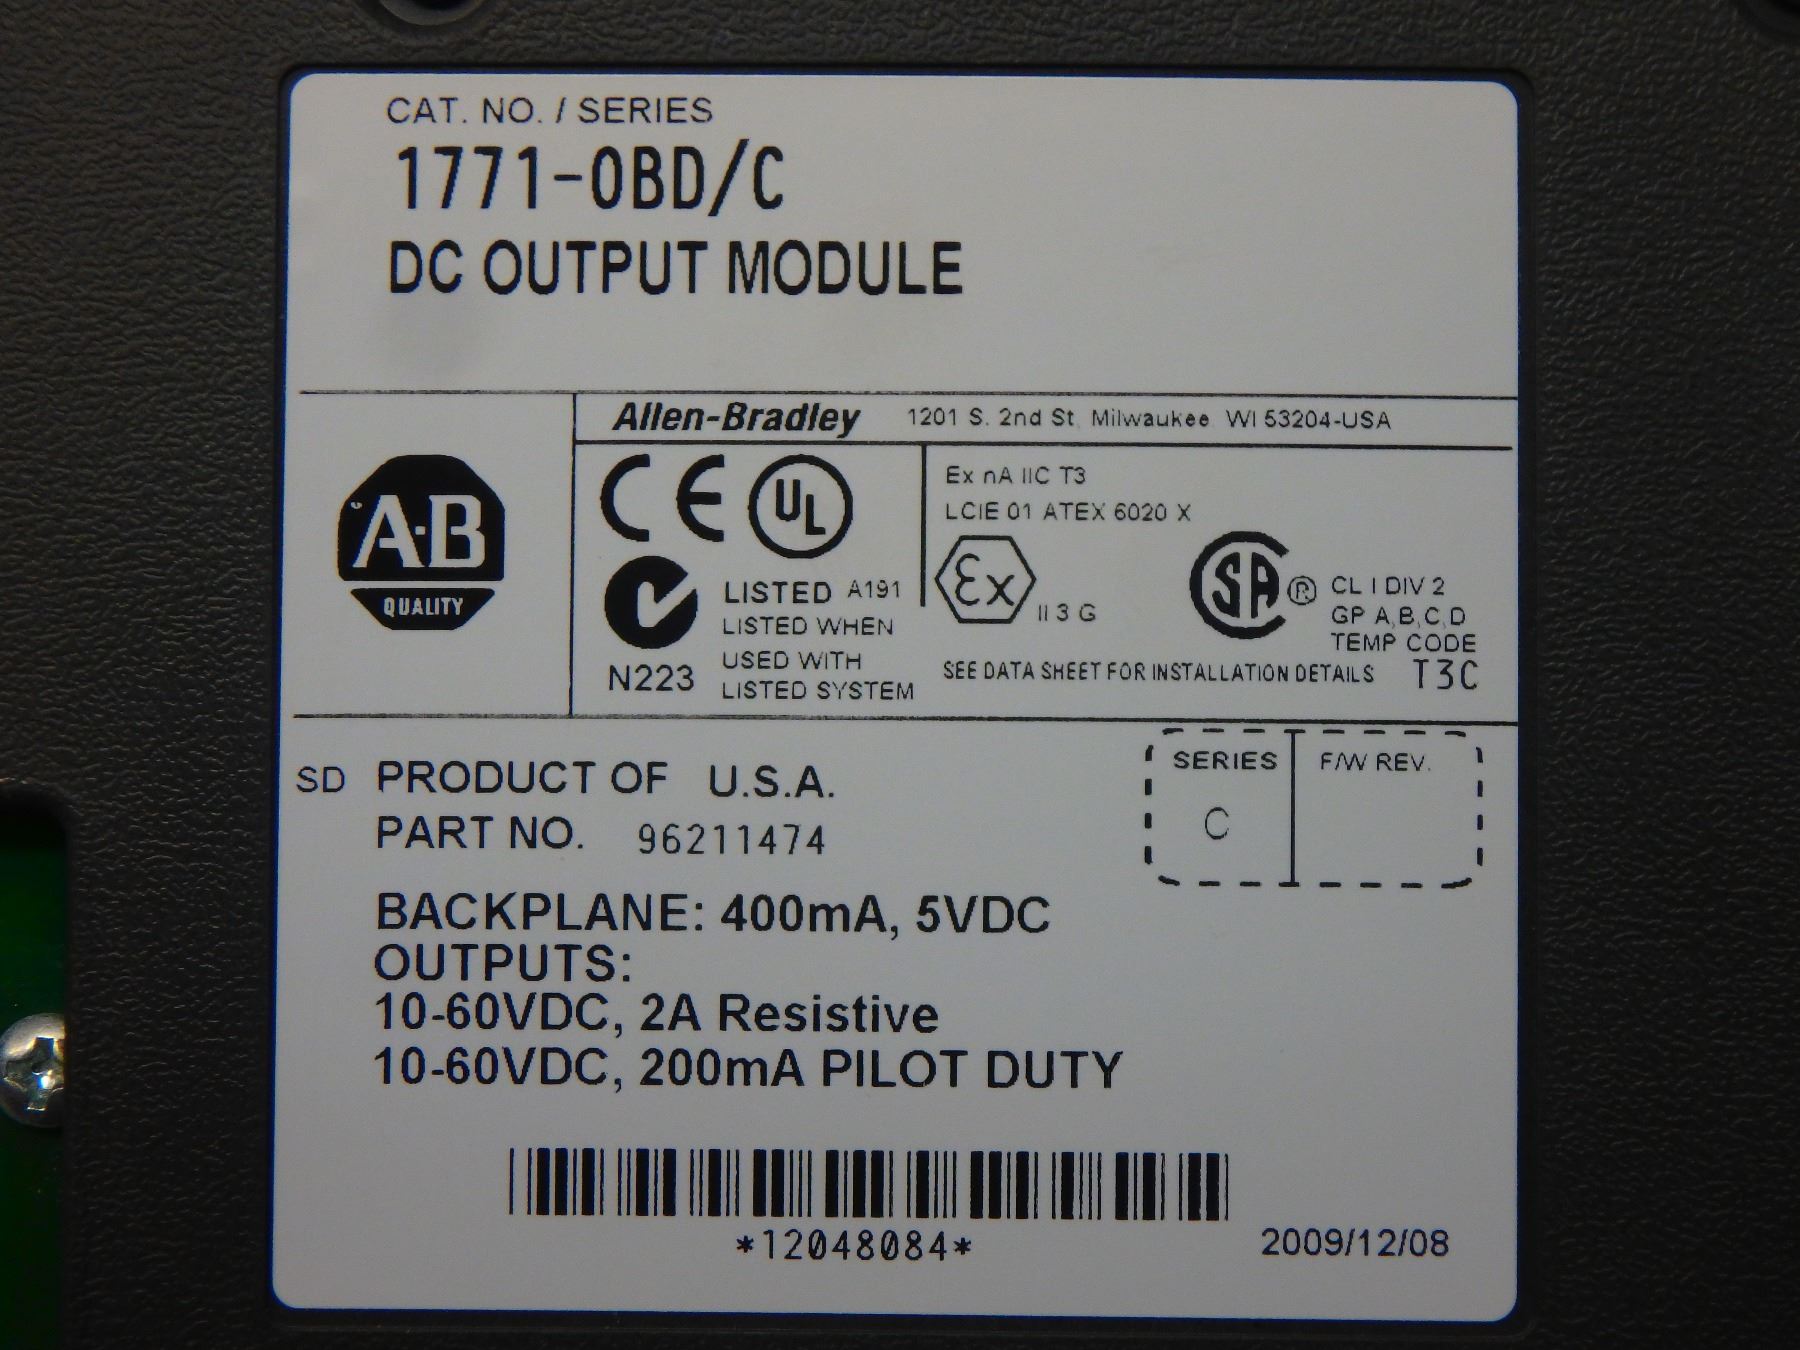 CAT. NO. / SERIES
1771-OBD/C
DC OUTPUT MODULE
Allen-Bradley 1201 S. 2nd St. Milwaukee WI 53204-USA
A-B
QUALITY
CE UL
N223
LISTED A191
LISTED WHEN
USED WITH
LISTED SYSTEM
Ex nA IIC T3
LCIE 01 ATEX 6020 X
Ex II 3 G
SA ® CL I DIV 2
GP A,B,C,D
TEMP CODE
SEE DATA SHEET FOR INSTALLATION DETAILS T3C
SD PRODUCT OF U.S.A.
PART NO. 96211474
SERIES F/W REV.
C
BACKPLANE: 400mA, 5VDC
OUTPUTS:
10-60VDC, 2A Resistive
10-60VDC, 200mA PILOT DUTY
*12048084*
2009/12/08